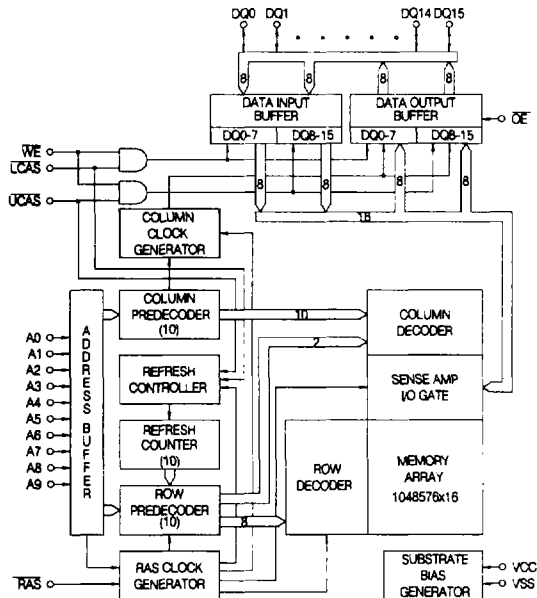 DQ0 DQ1 DQ14 DQ15
8 8 8 8
DATA INPUT
BUFFER
DQ0-7 DQ8-15
DATA OUTPUT
BUFFER
DQ0-7 DQ8-15
OE
WE
LCAS
UCAS
8 8 8 8
16
COLUMN
CLOCK
GENERATOR
COLUMN
PREDECODER
(10)
10
2
COLUMN
DECODER
REFRESH
CONTROLLER
SENSE AMP
I/O GATE
REFRESH
COUNTER
(10)
ADDRESS BUFFER
A0
A1
A2
A3
A4
A5
A6
A7
A8
A9
ROW
PREDECODER
(10)
8
ROW
DECODER
MEMORY
ARRAY
1048576x16
RAS
RAS CLOCK
GENERATOR
SUBSTRATE
BIAS
GENERATOR
VCC
VSS